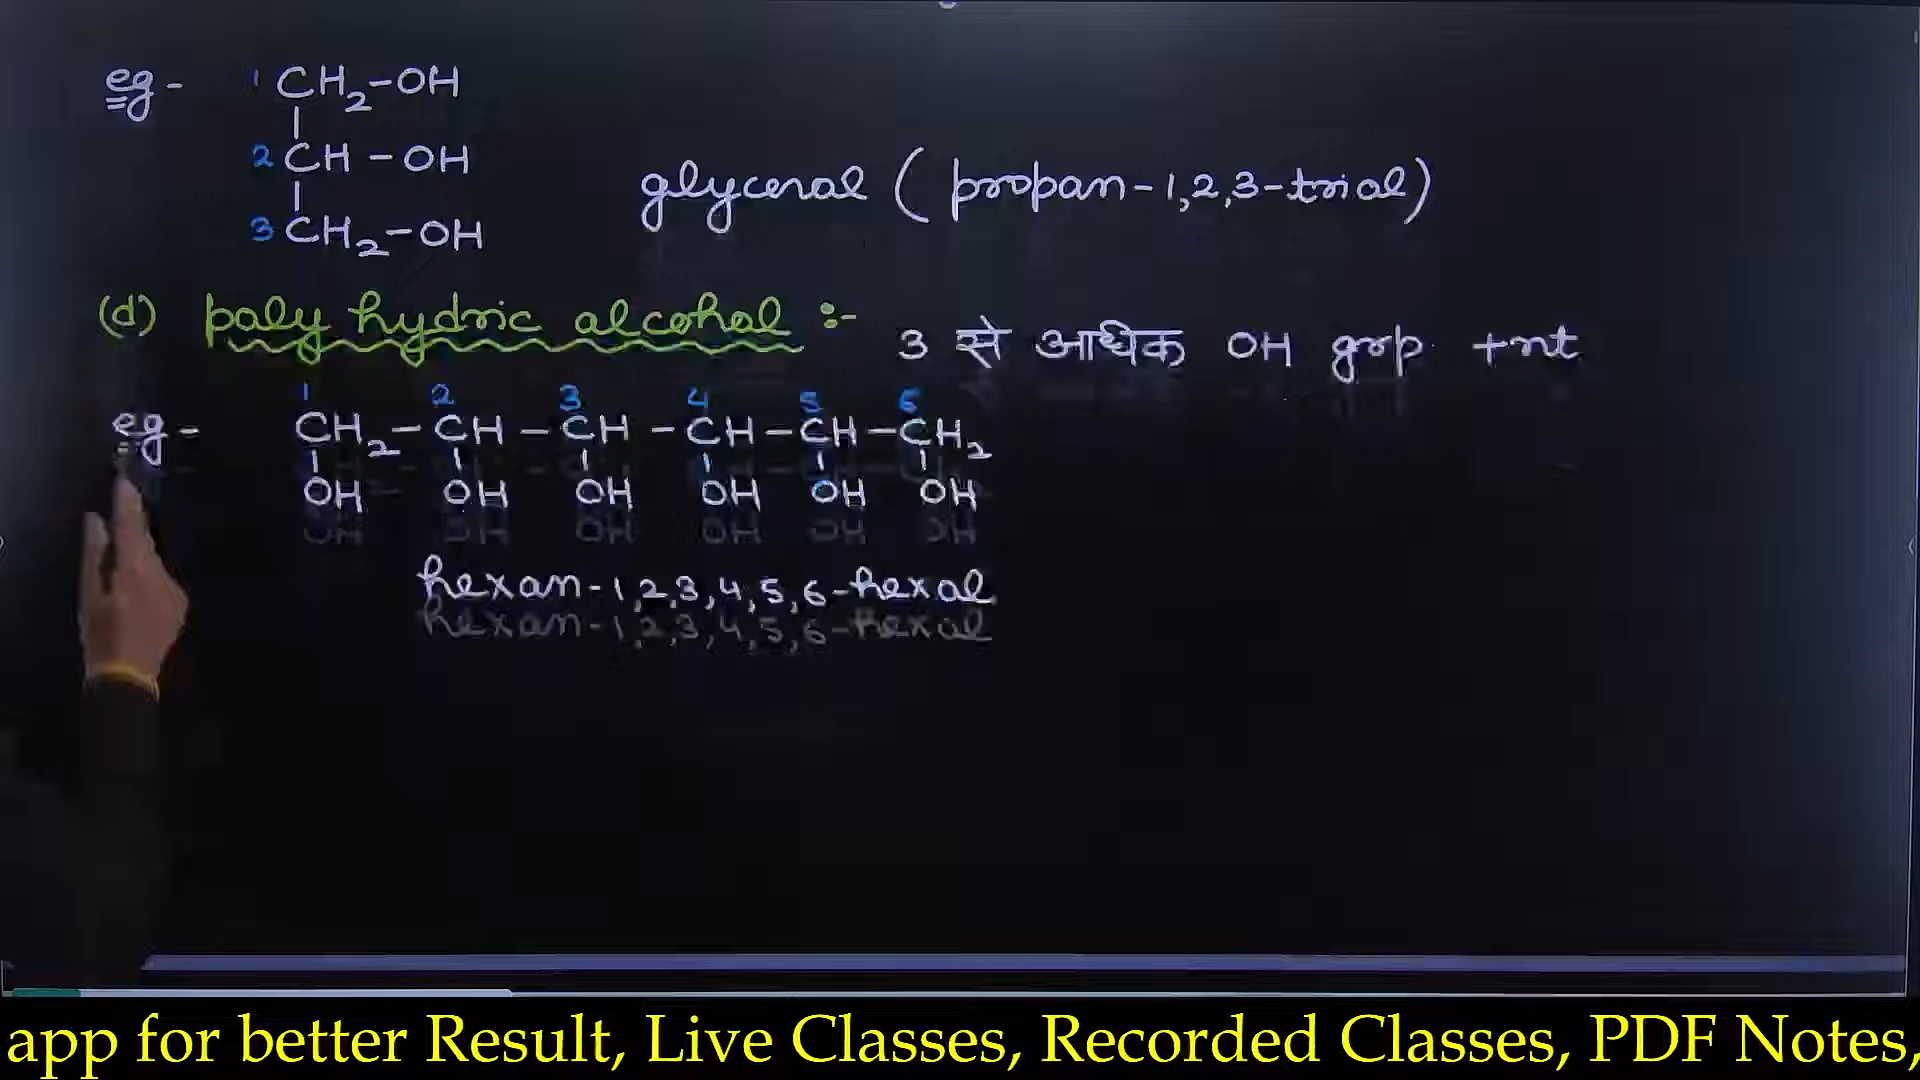 eg - 1 CH2-OH
2 CH - OH
glyceral ( propan-1,2,3-trial)
3 CH2-OH
(d) paly hydric alcohal :-
3 से अधिक OH grp +nt
1 2 3 4 5 6
eg - CH2 - CH - CH - CH - CH - CH2
OH OH OH OH OH OH
hexan-1,2,3,4,5,6-hexal
app for better Result, Live Classes, Recorded Classes, PDF Notes,